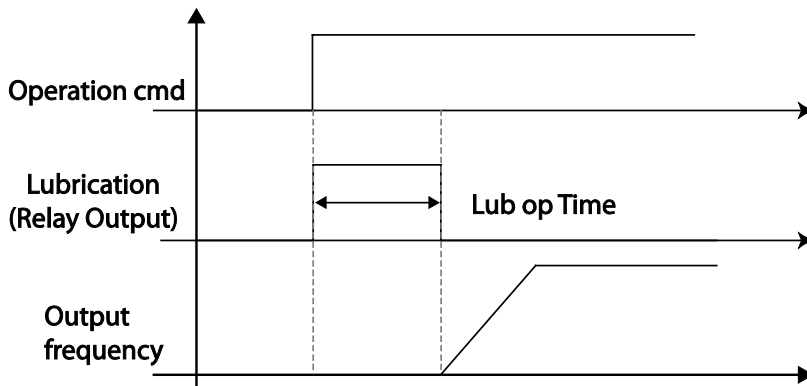 Operation cmd
Lubrication
(Relay Output)
Lub op Time
Output
frequency